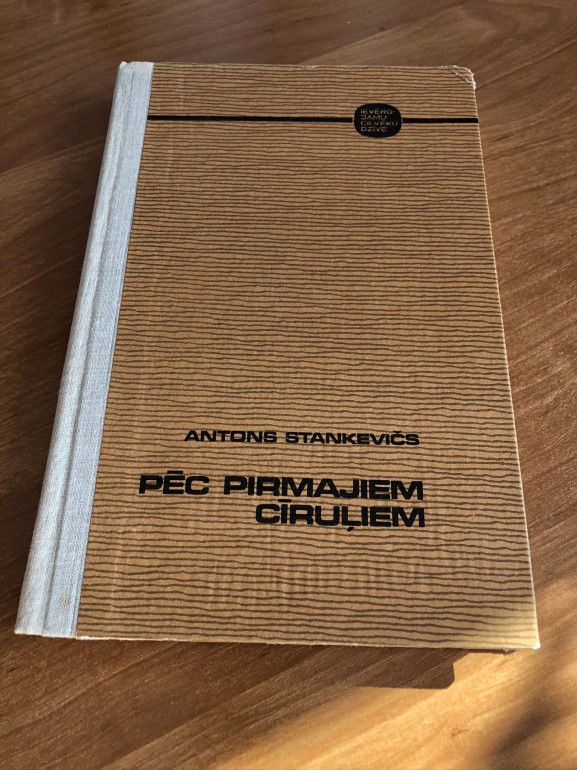 IEVĒRO-
JAMU
CILVĒKU
DZĪVE
ANTONS STANKEVIČS
PĒC PIRMAJIEM
CĪRUĻIEM